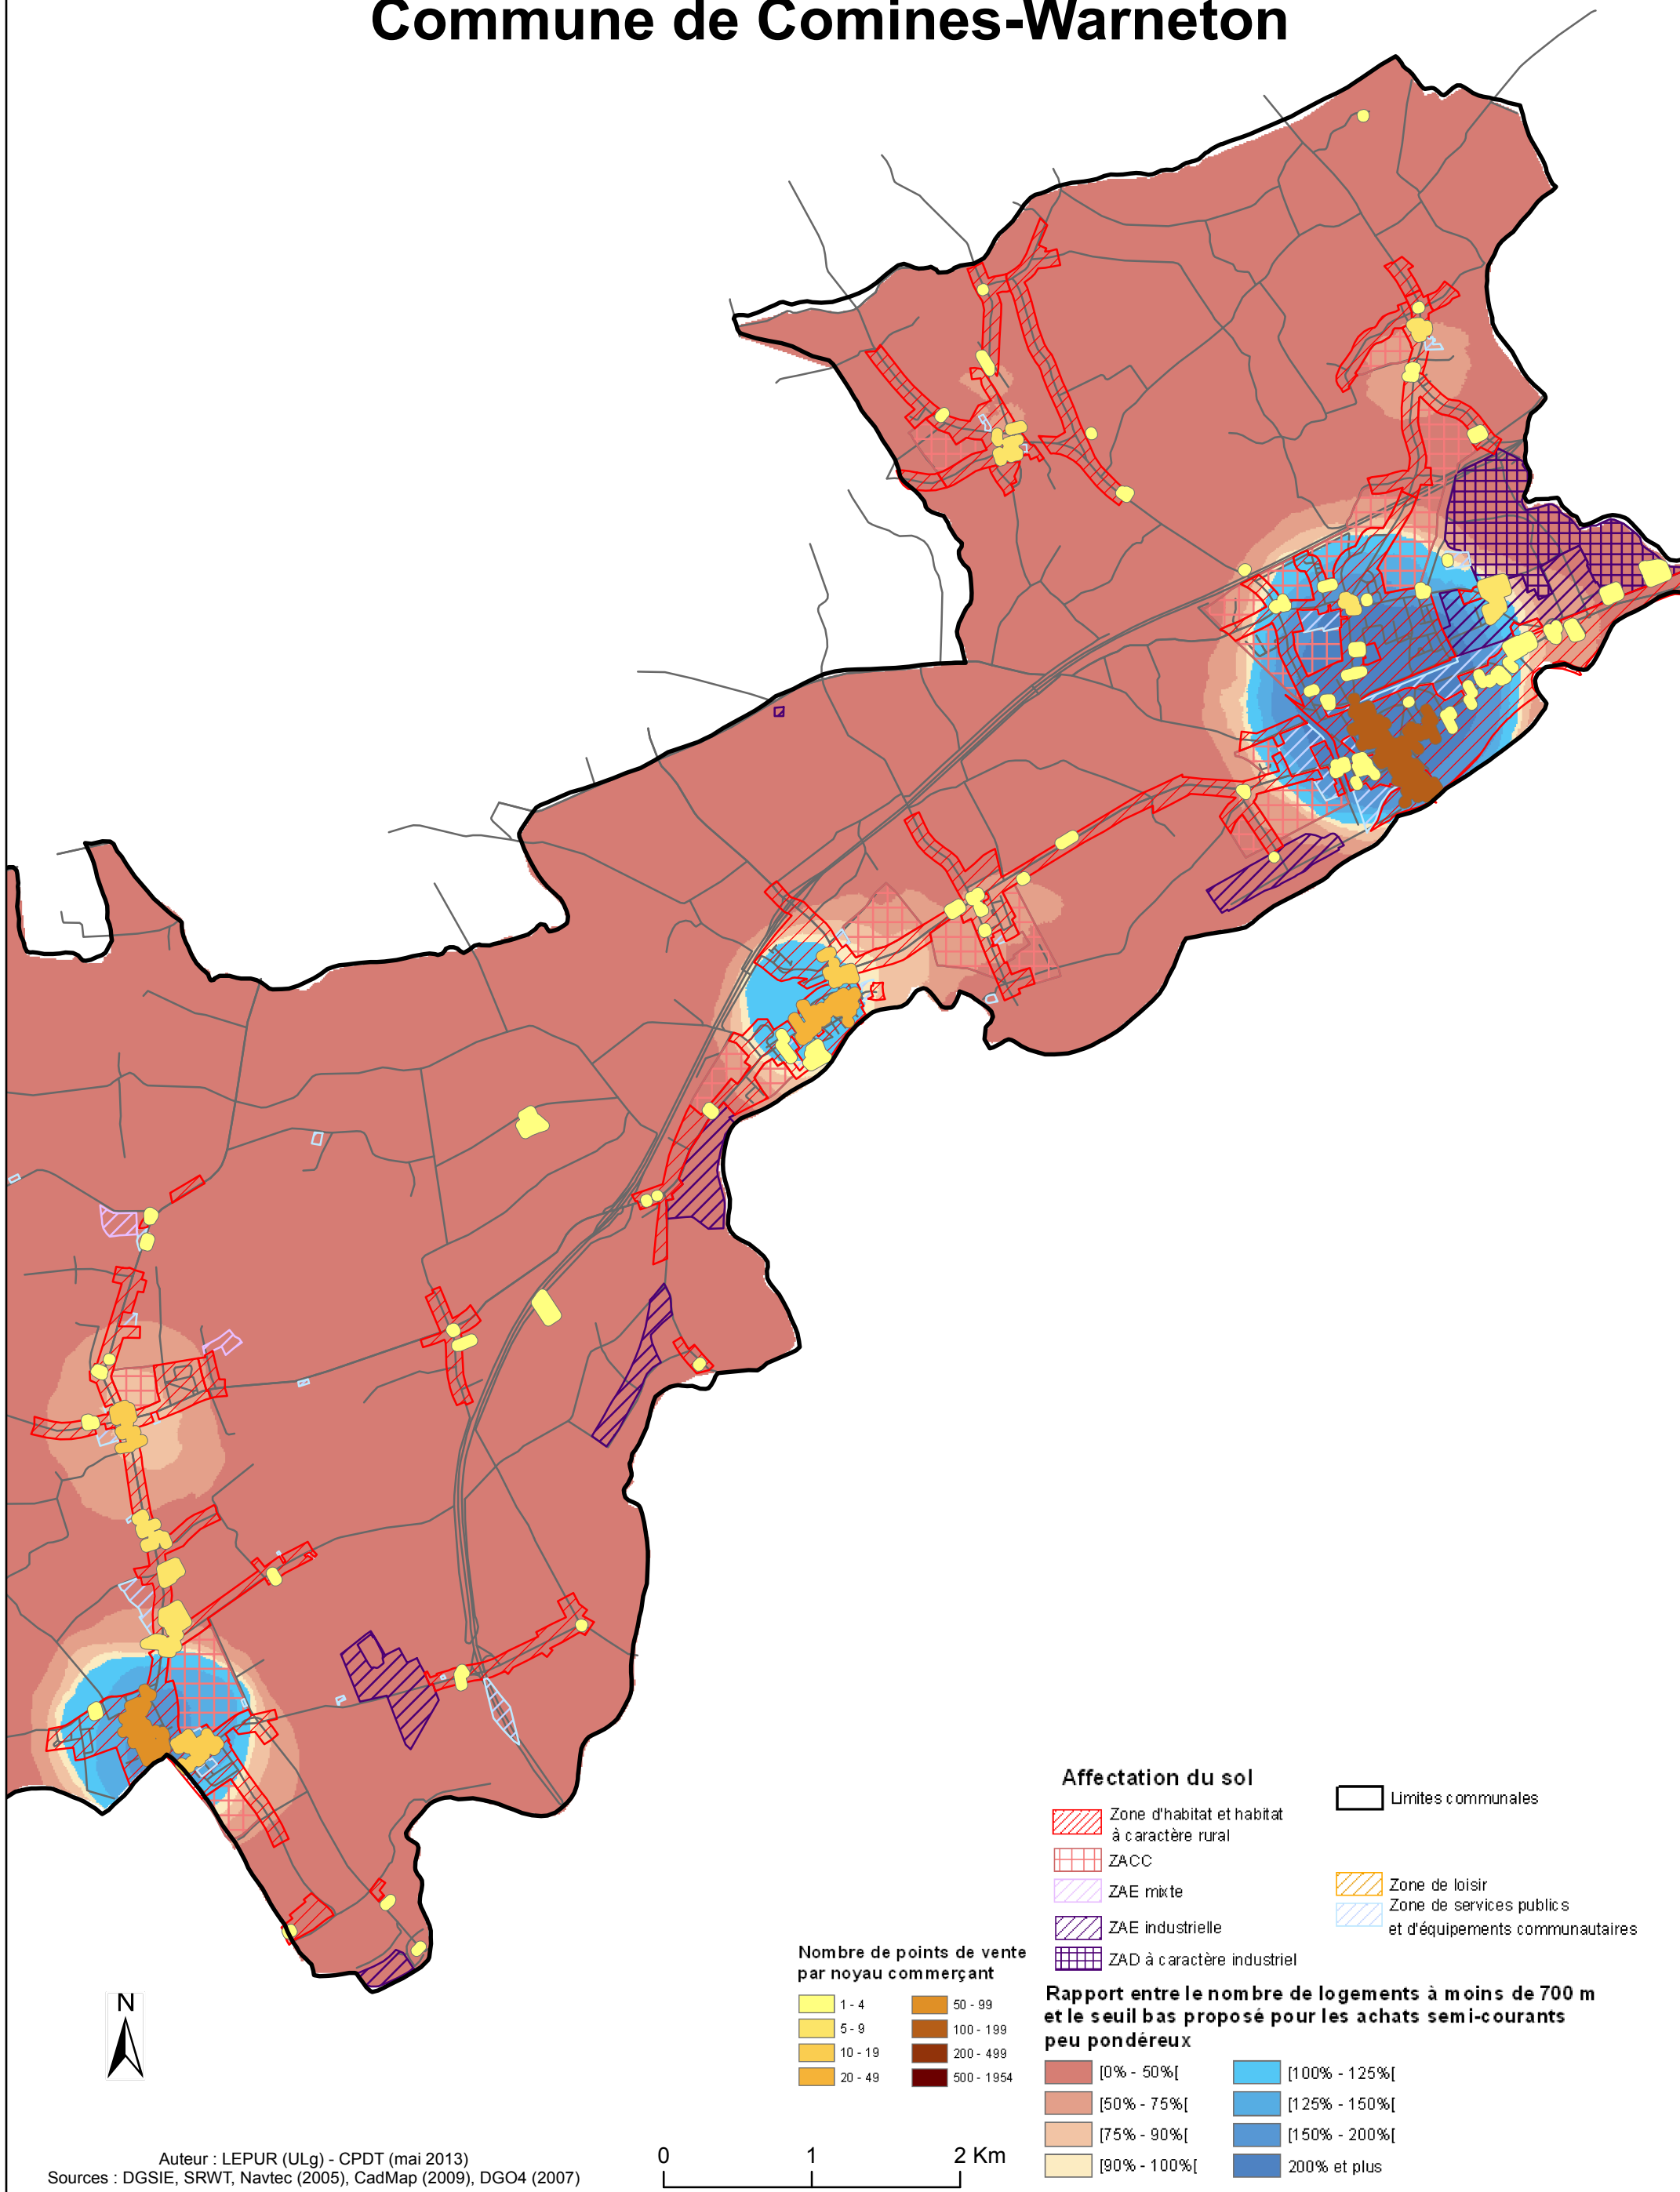 Commune de Comines-Warneton
Affectation du sol
Zone d'habitat et habitat
à caractère rural
ZACC
ZAE mixte
ZAE industrielle
ZAD à caractère industriel
Limites communales
Zone de loisir
Zone de services publics
et d'équipements communautaires
Nombre de points de vente
par noyau commerçant
1 - 4
5 - 9
10 - 19
20 - 49
50 - 99
100 - 199
200 - 499
500 - 1954
Rapport entre le nombre de logements à moins de 700 m
et le seuil bas proposé pour les achats semi-courants
peu pondéreux
[0% - 50%[
[50% - 75%[
[75% - 90%[
[90% - 100%[
[100% - 125%[
[125% - 150%[
[150% - 200%[
200% et plus
N
0 1 2 Km
Auteur : LEPUR (ULg) - CPDT (mai 2013)
Sources : DGSIE, SRWT, Navtec (2005), CadMap (2009), DGO4 (2007)